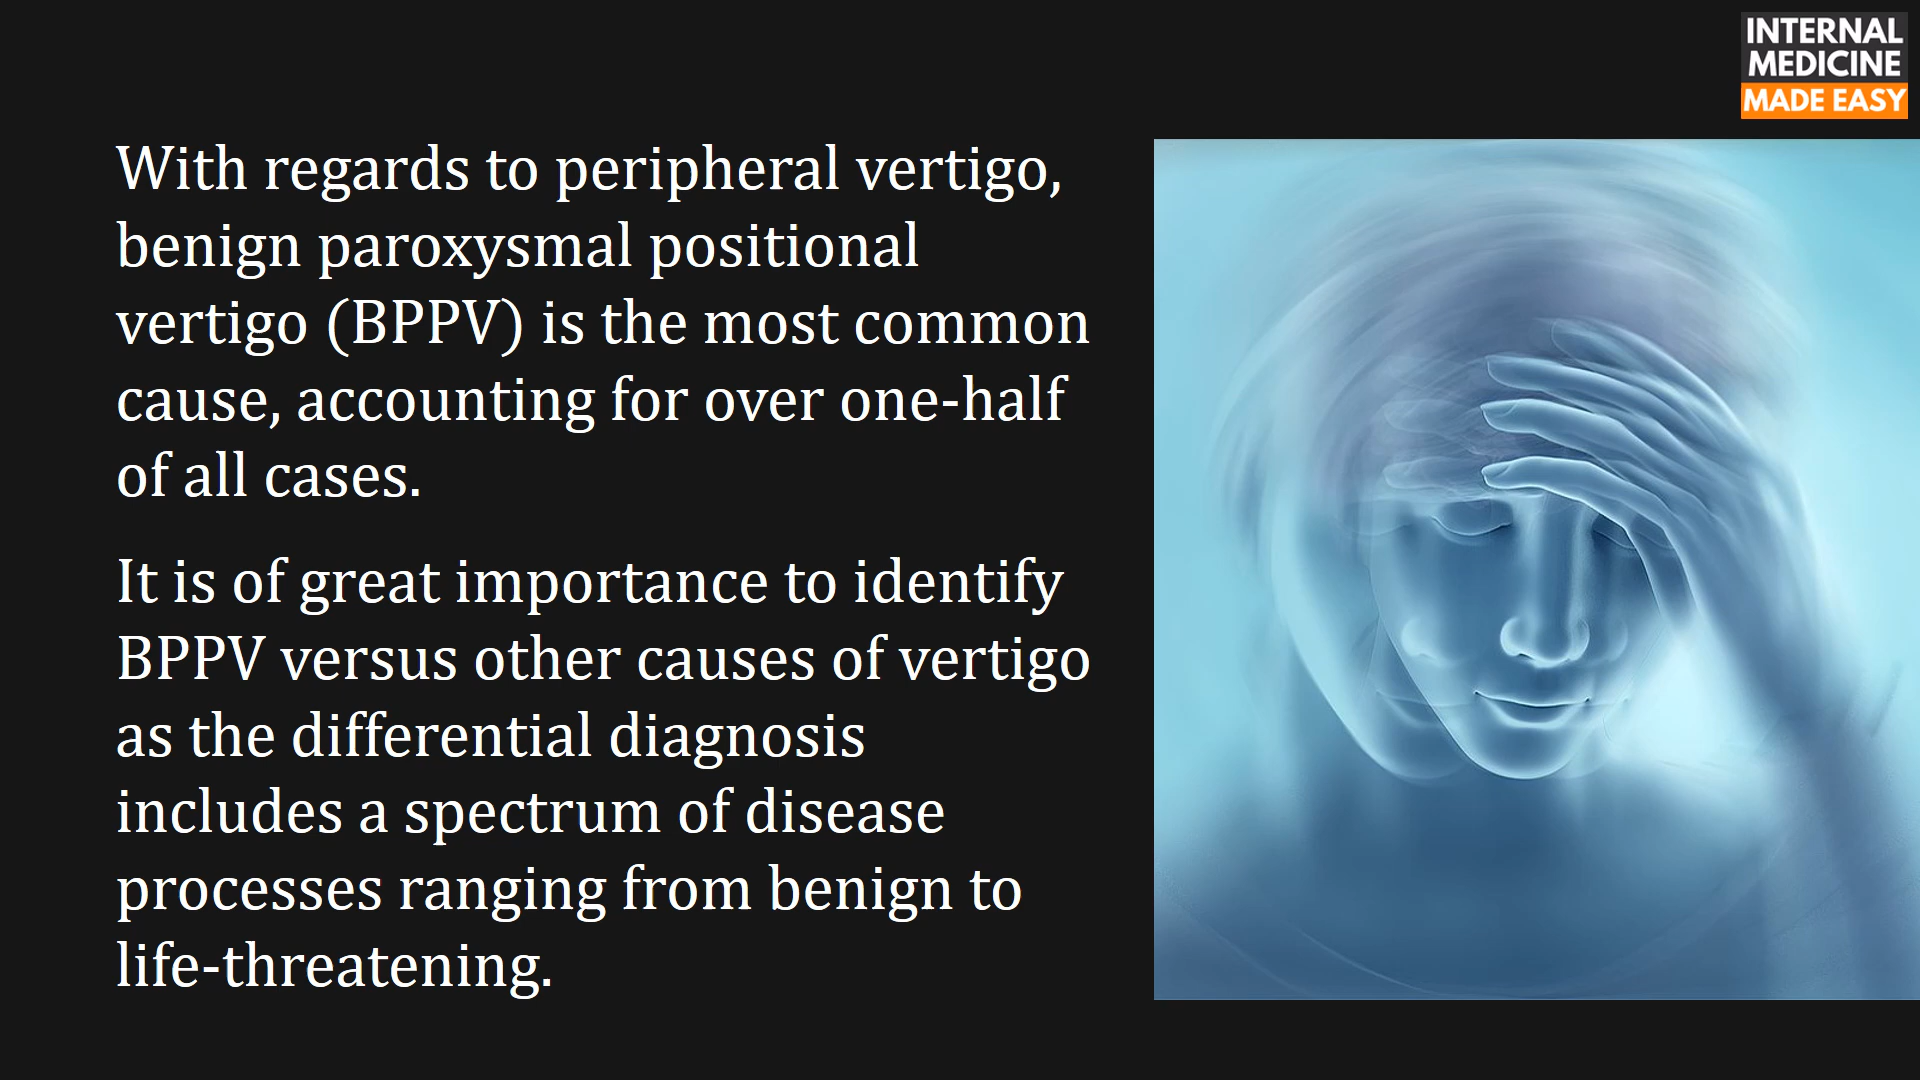 INTERNAL
MEDICINE
MADE EASY
With regards to peripheral vertigo,
benign paroxysmal positional
vertigo (BPPV) is the most common
cause, accounting for over one-half
of all cases.
It is of great importance to identify
BPPV versus other causes of vertigo
as the differential diagnosis
includes a spectrum of disease
processes ranging from benign to
life-threatening.